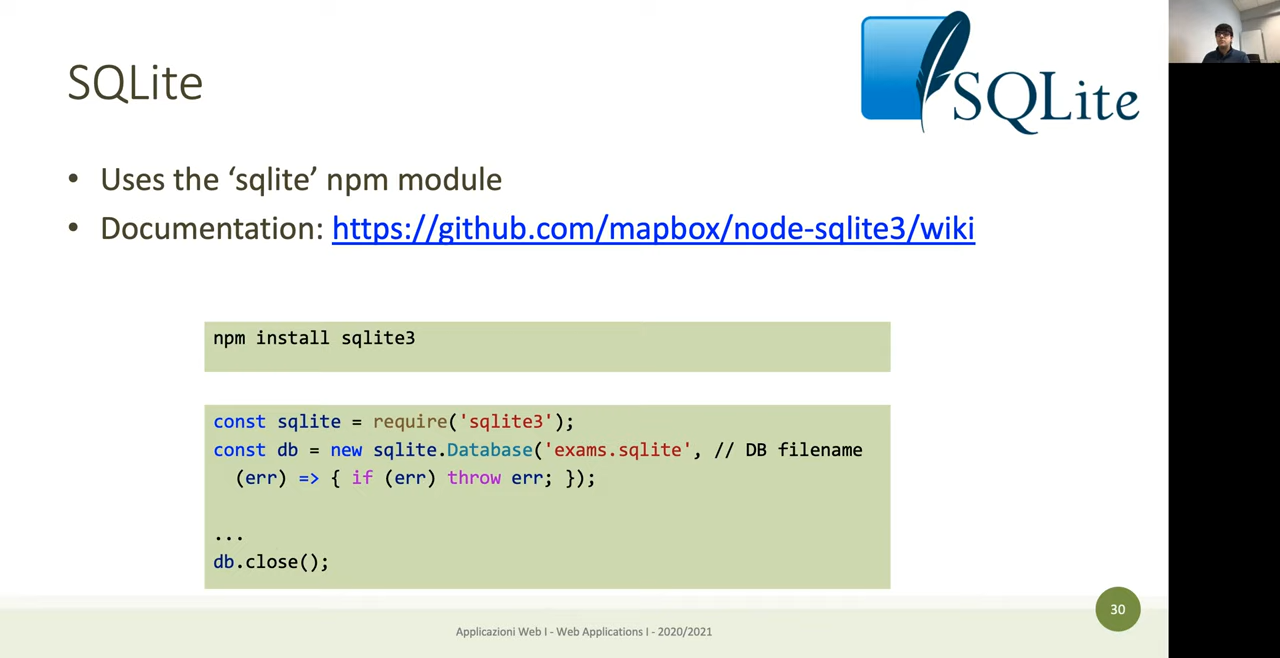 SQLite
SQLite
• Uses the ‘sqlite’ npm module
• Documentation: https://github.com/mapbox/node-sqlite3/wiki
npm install sqlite3
const sqlite = require('sqlite3');
const db = new sqlite.Database('exams.sqlite', // DB filename
(err) => { if (err) throw err; });
...
db.close();
30
Applicazioni Web I - Web Applications I - 2020/2021